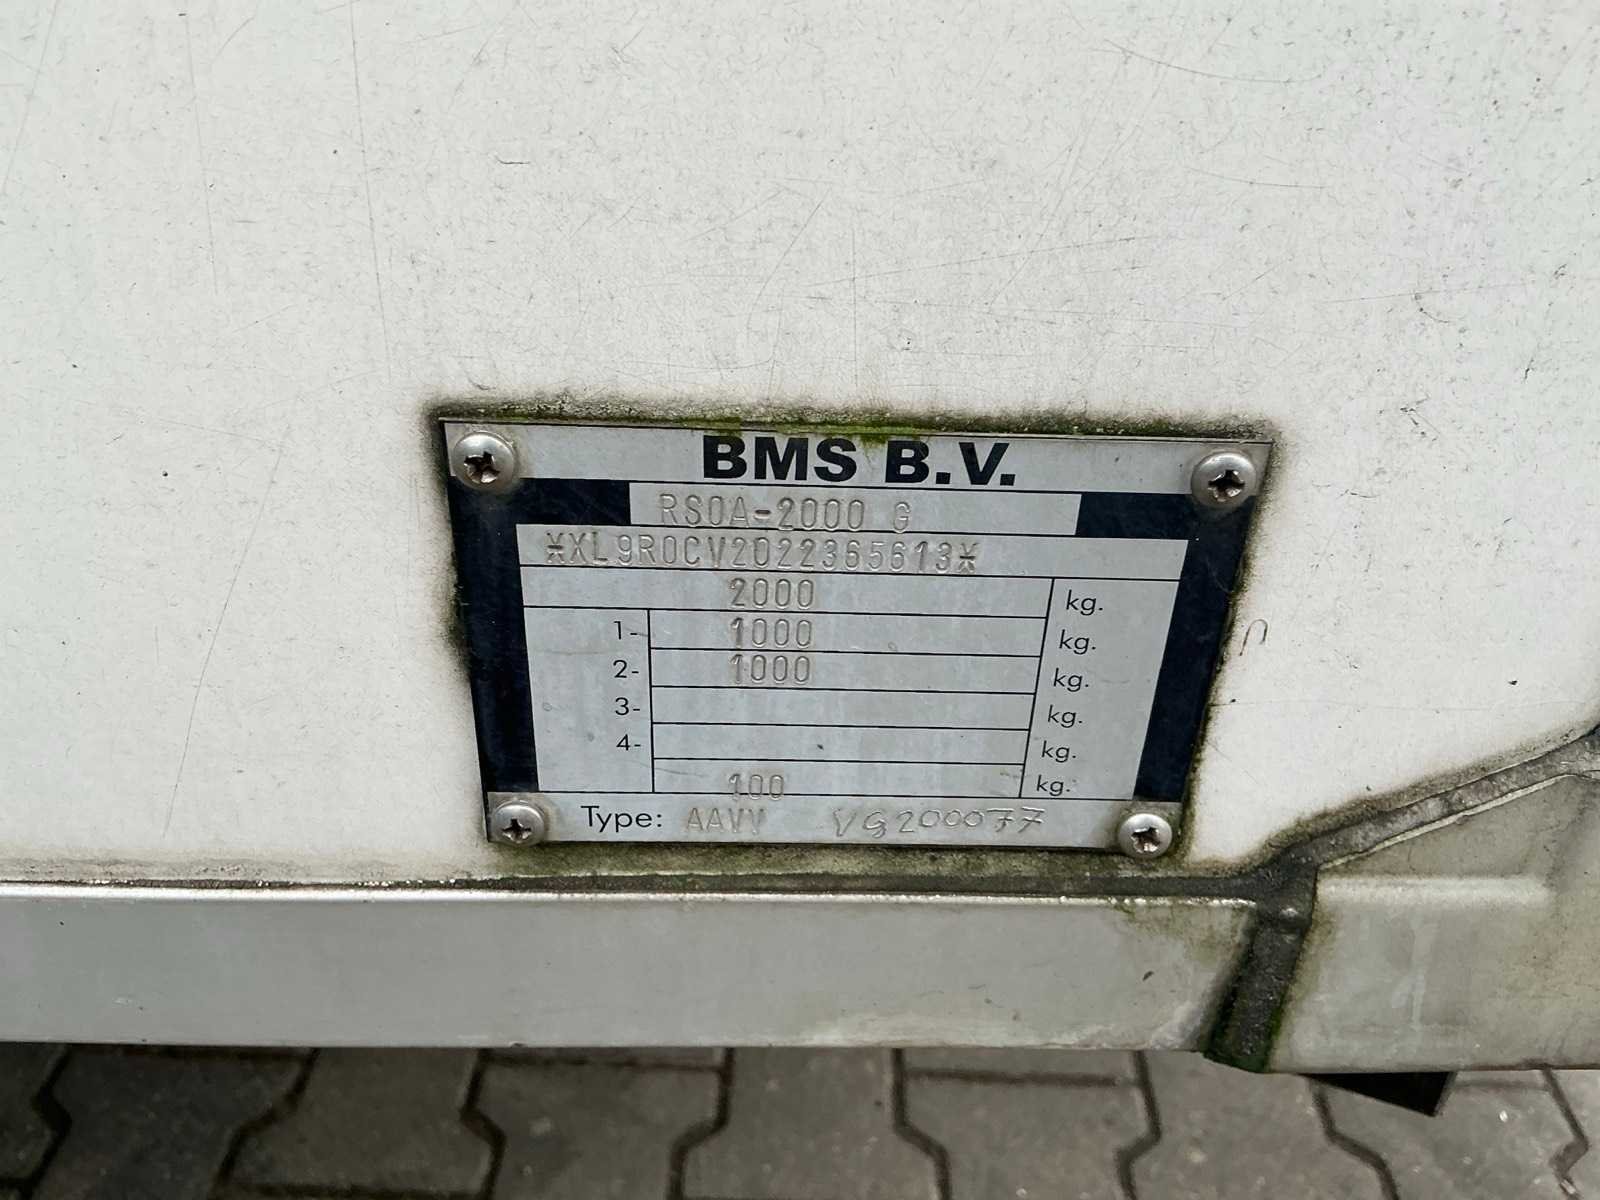 BMS B.V.
RSOA-2000 G
*XL9R0CV2022365613*
2000 kg.
1- 1000 kg.
2- 1000 kg.
3- kg.
4- kg.
100 kg.
Type: AAVV VG200077